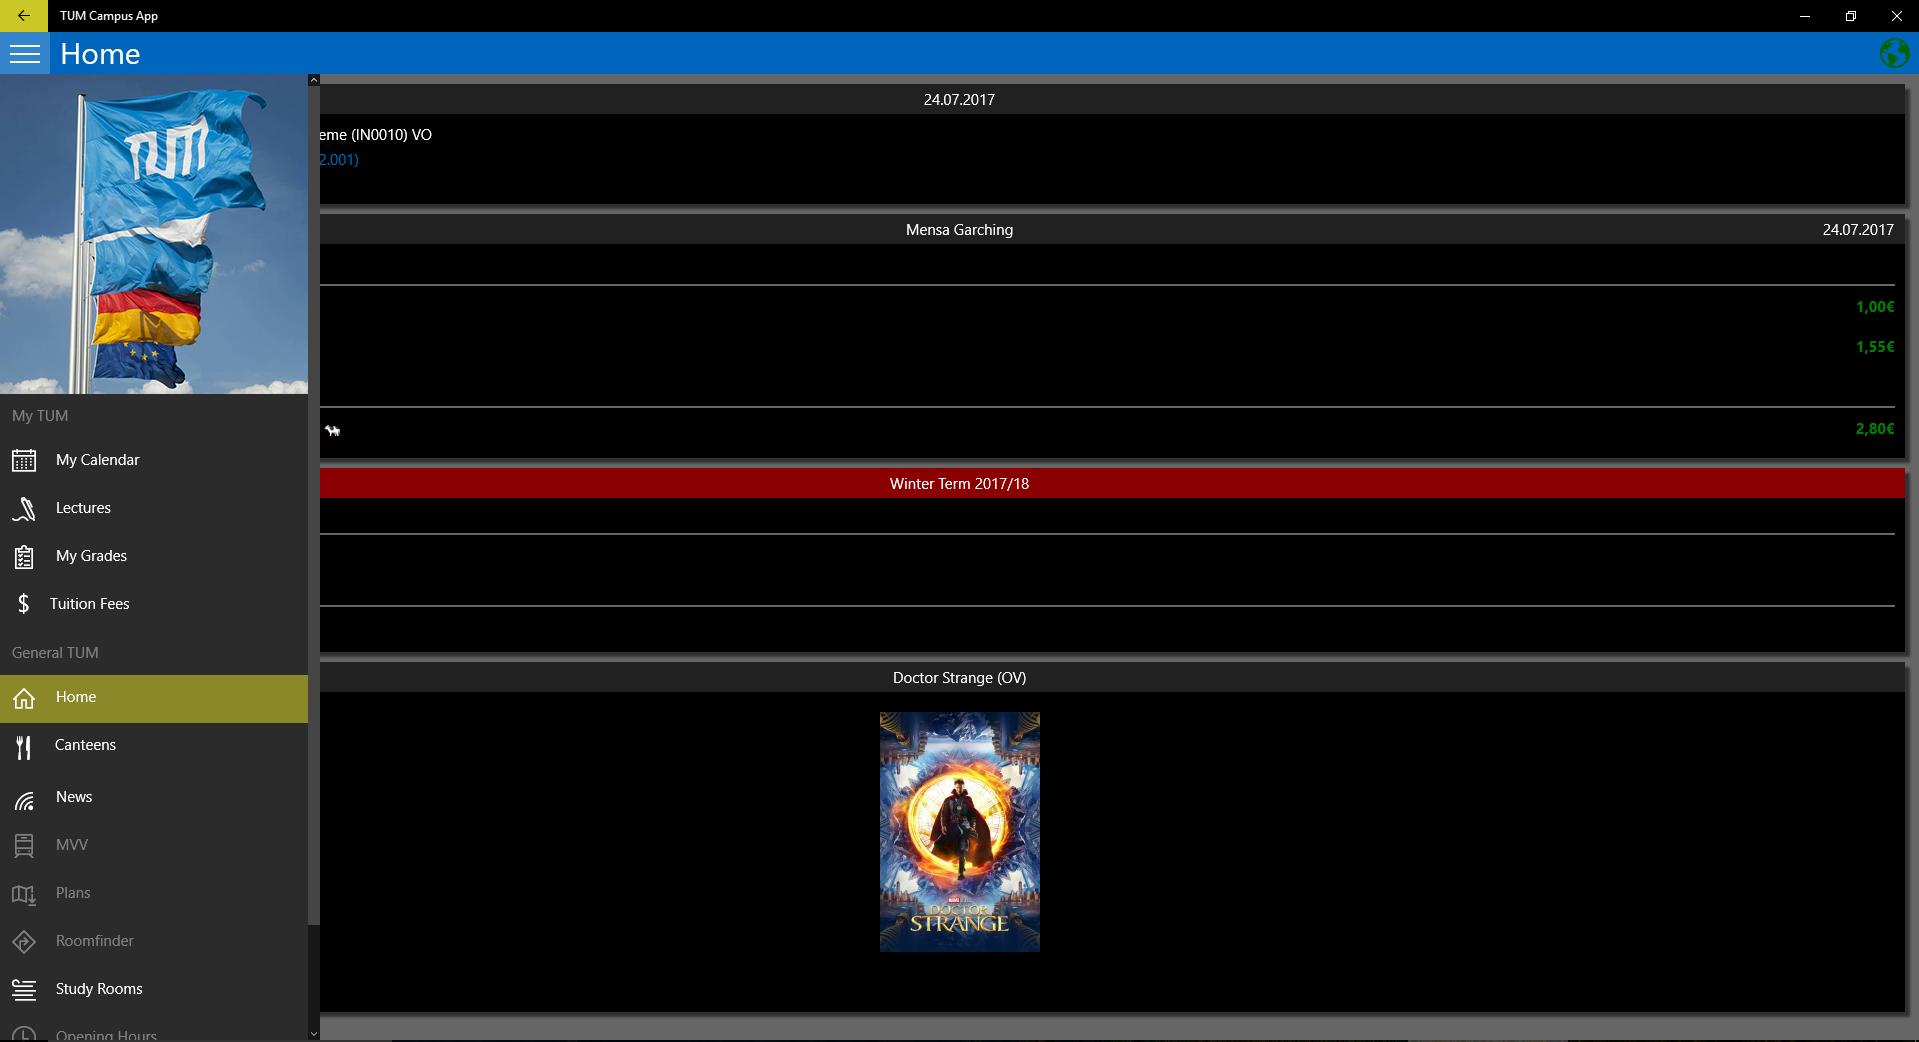 TUM Campus App
Home
TUM
My TUM
My Calendar
Lectures
My Grades
Tuition Fees
General TUM
Home
Canteens
News
MVV
Plans
Roomfinder
Study Rooms
Opening Hours
24.07.2017
eme (IN0010) VO
2.001)
Mensa Garching 24.07.2017
1,00€
1,55€
2,80€
Winter Term 2017/18
Doctor Strange (OV)
MARVEL
DOCTOR
STRANGE